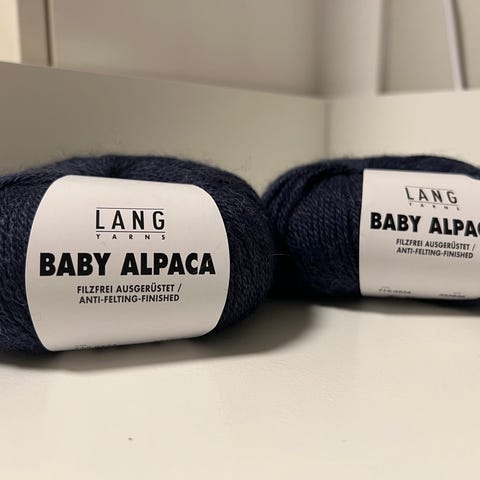 LANG
YARNS
BABY ALPACA
FILZFREI AUSGERÜSTET /
ANTI-FELTING-FINISHED
LANG
YARNS
BABY ALPAC
FILZFREI AUSGERÜSTET /
ANTI-FELTING-FINISHED